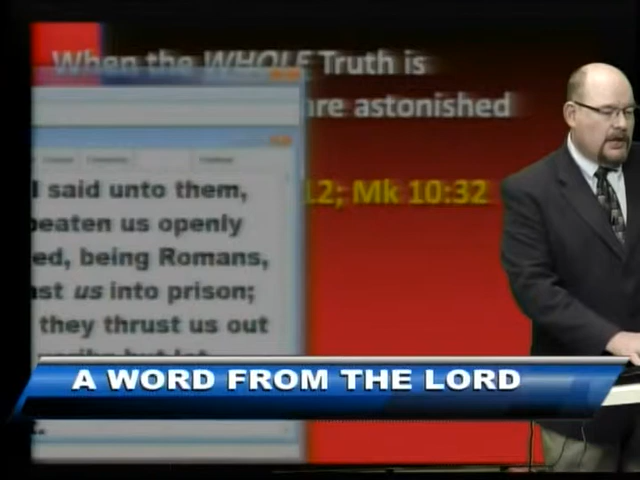 When the WHOLE Truth is
are astonished
12; Mk 10:32
I said unto them,
beaten us openly
ed, being Romans,
ast us into prison;
they thrust us out
A WORD FROM THE LORD